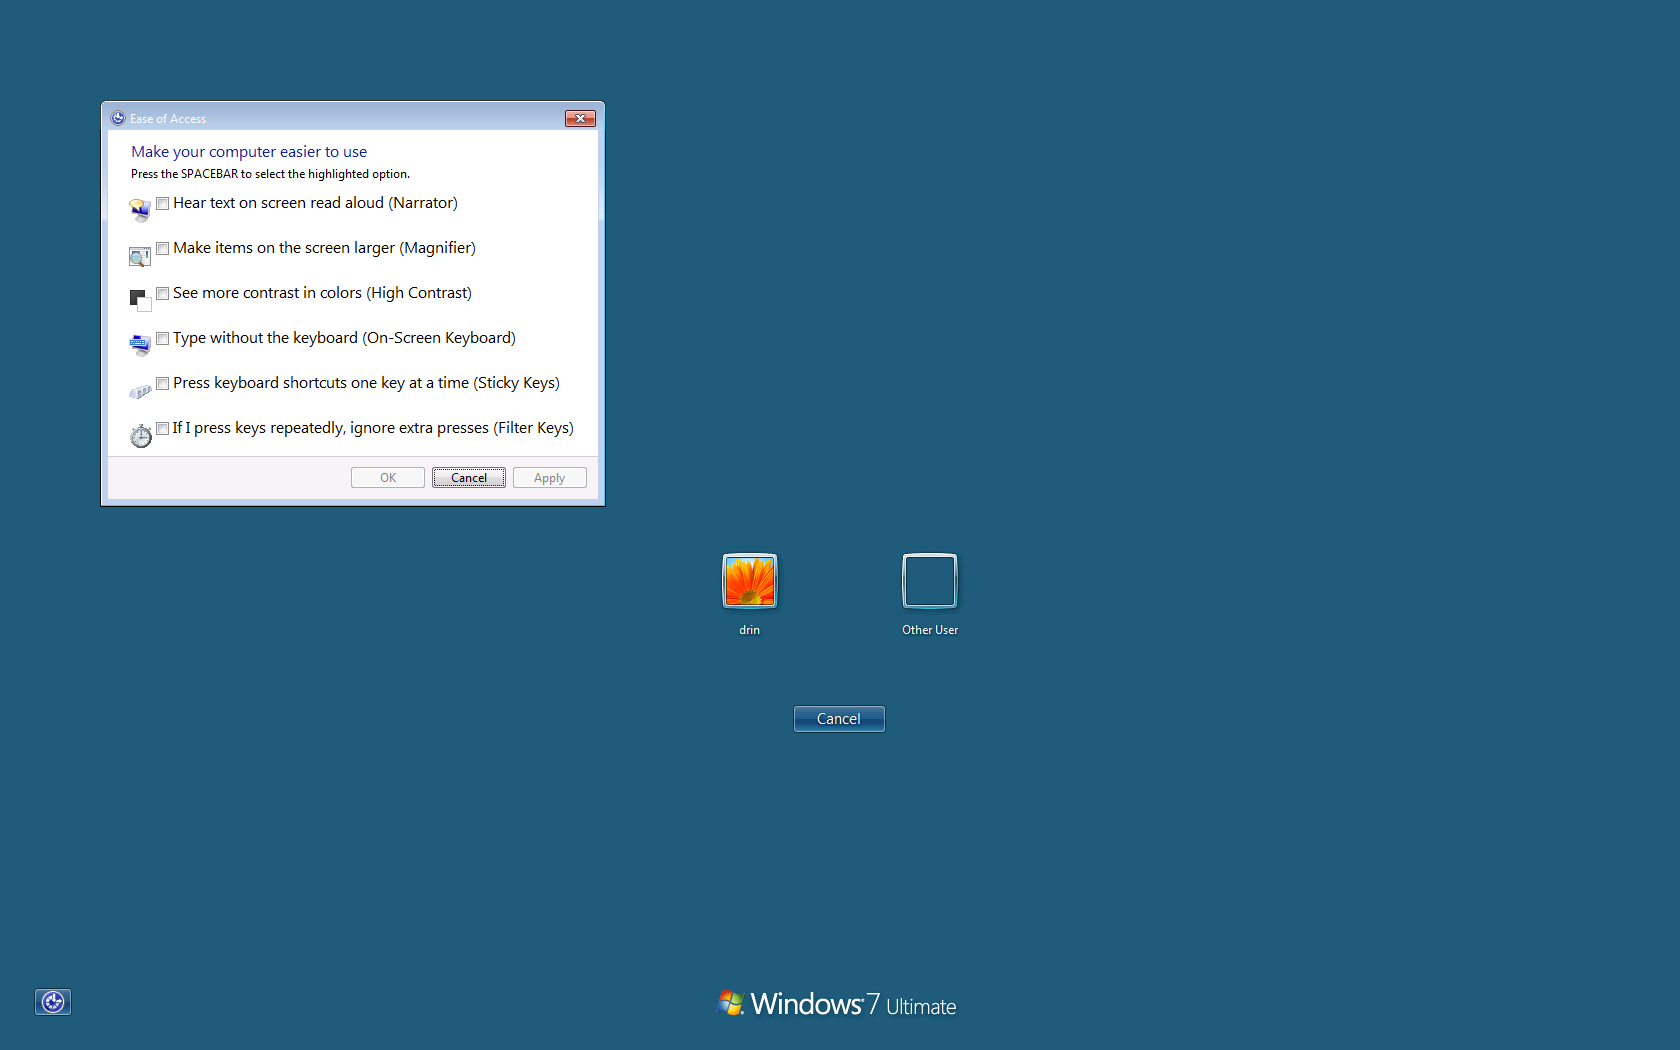 Ease of Access
Make your computer easier to use
Press the SPACEBAR to select the highlighted option.
Hear text on screen read aloud (Narrator)
Make items on the screen larger (Magnifier)
See more contrast in colors (High Contrast)
Type without the keyboard (On-Screen Keyboard)
Press keyboard shortcuts one key at a time (Sticky Keys)
If I press keys repeatedly, ignore extra presses (Filter Keys)
OK Cancel Apply
drin Other User
Cancel
Windows 7 Ultimate